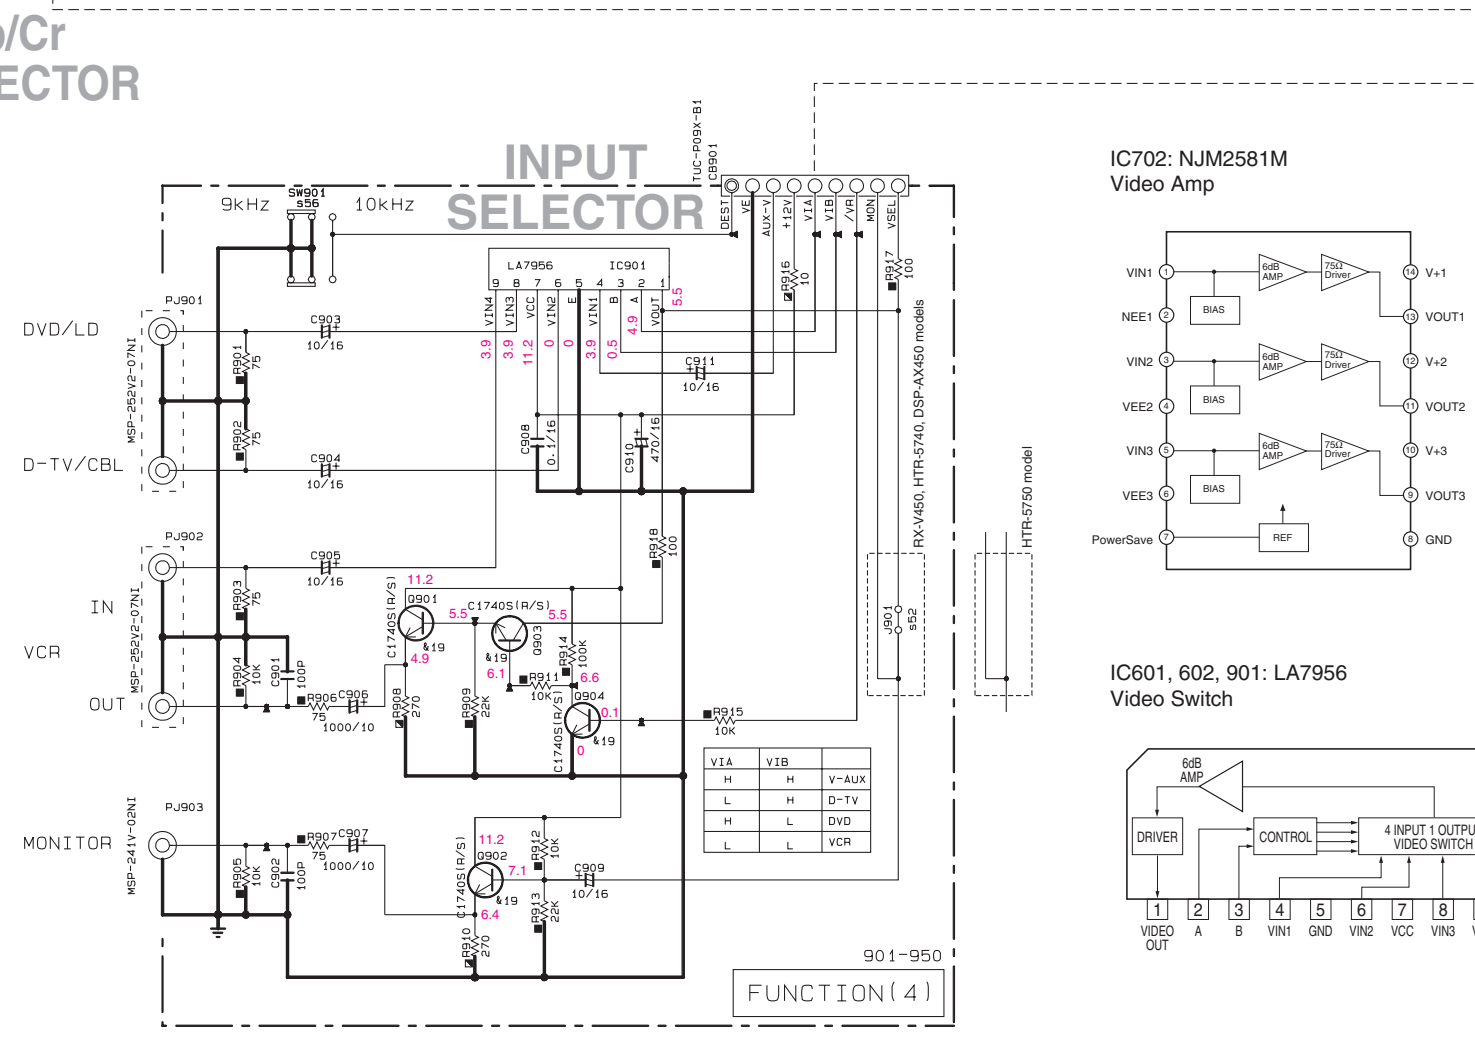 b/Cr
ECTOR
INPUT
SELECTOR
TUC-P09X-B1
CB901
DEST
VE
AUX-V
+12V
VIA
VIB
/VR
MON
VSEL
SW901
s56
9kHz
10kHz
LA7956 IC901
9 8 7 6 5 4 3 2 1
VIN4
VIN3
VCC
VIN2
E
VIN1
B
A
VOUT
3.9
3.9
11.2
0
0
3.9
0.5
4.9
5.5
R916
10
R917
100
PJ901
MSP-252V2-07NI
DVD/LD
D-TV/CBL
C903
10/16
R901
75
R902
75
C904
10/16
C911
10/16
C908
0.1/16
C910
470/16
PJ902
MSP-252V2-07NI
IN
VCR
OUT
C905
10/16
R903
75
R904
10K
C901
100P
R906
75
C906
1000/10
11.2
C1740S(R/S)
Q901
&19
4.9
R908
270
5.5
C1740S(R/S)
5.5
Q903
&19
6.1
R909
22K
R911
10K
R914
100K
6.6
Q904
C1740S(R/S)
0.1
&19
0
R918
100
R915
10K
VIA VIB
H H V-AUX
L H D-TV
H L DVD
L L VCR
PJ903
MSP-241V-02NI
MONITOR
R905
10K
C902
100P
R907
75
C907
1000/10
11.2
C1740S(R/S)
Q902
7.1
&19
6.4
R910
270
R912
10K
R913
22K
C909
10/16
J901
s52
RX-V450, HTR-5740, DSP-AX450 models
HTR-5750 model
901-950
FUNCTION(4)
IC702: NJM2581M
Video Amp
VIN1 1
NEE1 2
VIN2 3
VEE2 4
VIN3 5
VEE3 6
PowerSave 7
BIAS
6dB
AMP
75Ω
Driver
BIAS
6dB
AMP
75Ω
Driver
BIAS
6dB
AMP
75Ω
Driver
REF
14 V+1
13 VOUT1
12 V+2
11 VOUT2
10 V+3
9 VOUT3
8 GND
IC601, 602, 901: LA7956
Video Switch
6dB
AMP
DRIVER
CONTROL
4 INPUT 1 OUTPU
VIDEO SWITCH
1 2 3 4 5 6 7 8
VIDEO
OUT
A
B
VIN1
GND
VIN2
VCC
VIN3
V